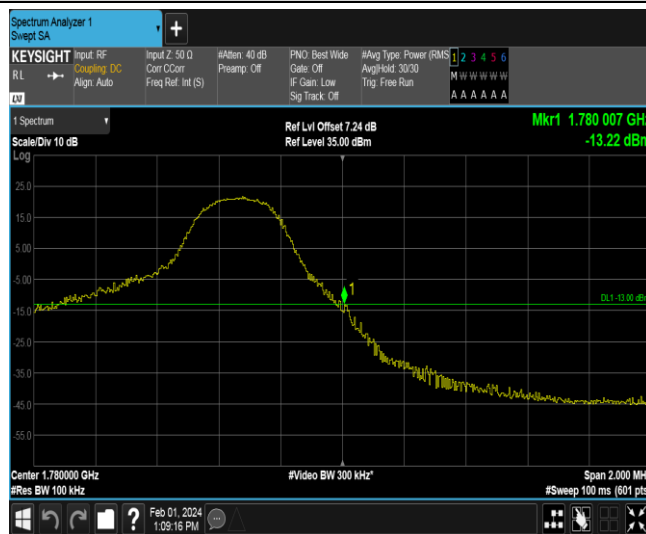 Spectrum Analyzer 1
Swept SA
+
KEYSIGHT
RL
LXI
Input: RF
Coupling: DC
Align: Auto
Input Z: 50 Ω
Corr CCorr
Freq Ref: Int (S)
#Atten: 40 dB
Preamp: Off
PNO: Best Wide
Gate: Off
IF Gain: Low
Sig Track: Off
#Avg Type: Power (RMS
Avg|Hold: 30/30
Trig: Free Run
1 2 3 4 5 6
M W W W W W
A A A A A A
1 Spectrum
Scale/Div 10 dB
Log
Ref Lvl Offset 7.24 dB
Ref Level 35.00 dBm
Mkr1 1.780 007 GHz
-13.22 dBm
25.0
15.0
5.00
-5.00
-15.0
-25.0
-35.0
-45.0
-55.0
1
DL1 -13.00 dBm
Center 1.780000 GHz
#Res BW 100 kHz
#Video BW 300 kHz*
Span 2.000 MH
#Sweep 100 ms (601 pts
?
Feb 01, 2024
1:09:16 PM